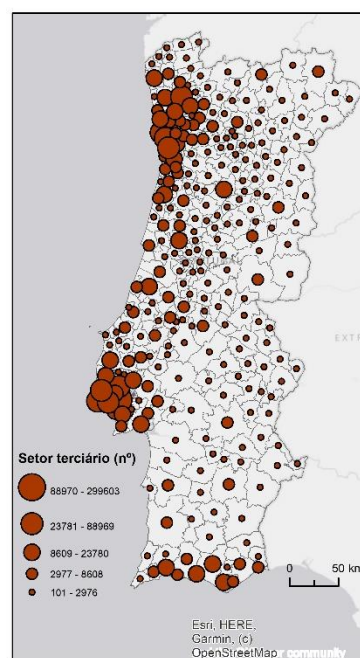 EXTR
Setor terciário (nº)
88970 - 299603
23781 - 88969
8609 - 23780
2977 - 8608
101 - 2976
0
50 km
Esri, HERE,
Garmin, (c)
OpenStreetMap community